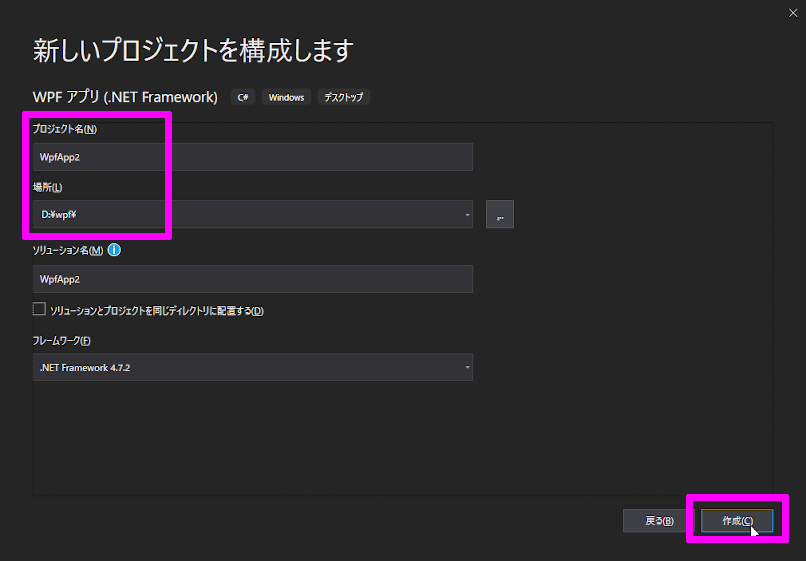 新しいプロジェクトを構成します
WPF アプリ (.NET Framework) C# Windows デスクトップ
プロジェクト名(N)
WpfApp2
場所(L)
D:¥wpf¥
...
ソリューション名(M)
WpfApp2
ソリューションとプロジェクトを同じディレクトリに配置する(D)
フレームワーク(F)
.NET Framework 4.7.2
戻る(B) 作成(C)